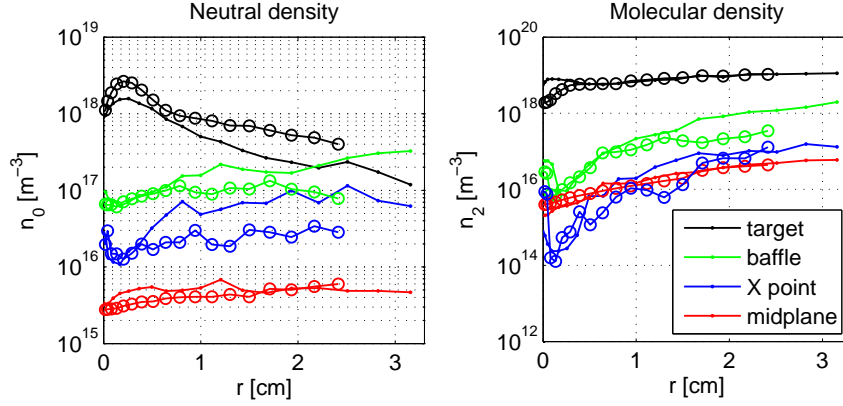 Neutral density
10^19
10^18
10^17
10^16
10^15
n_0 [m^−3]
0
1
2
3
r [cm]
Molecular density
10^20
10^18
10^16
10^14
10^12
n_2 [m^−3]
0
1
2
3
r [cm]
target
baffle
X point
midplane